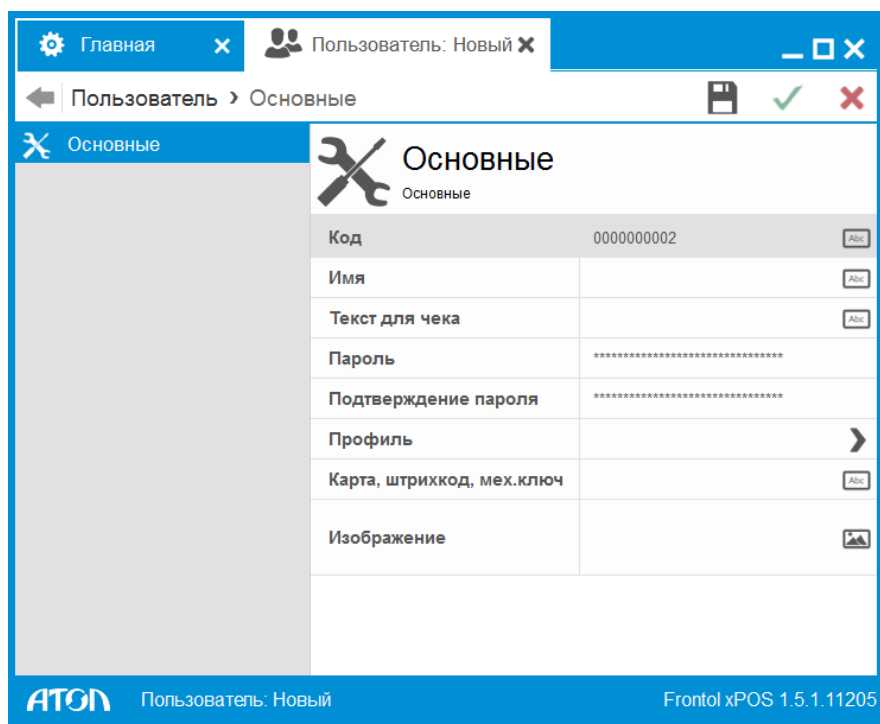 Главная
Пользователь: Новый
Пользователь › Основные
Основные
Основные
Основные
Код 0000000002 Abc
Имя Abc
Текст для чека Abc
Пароль ********************************
Подтверждение пароля ********************************
Профиль
Карта, штрихкод, мех.ключ Abc
Изображение
АТОЛ Пользователь: Новый Frontol xPOS 1.5.1.11205